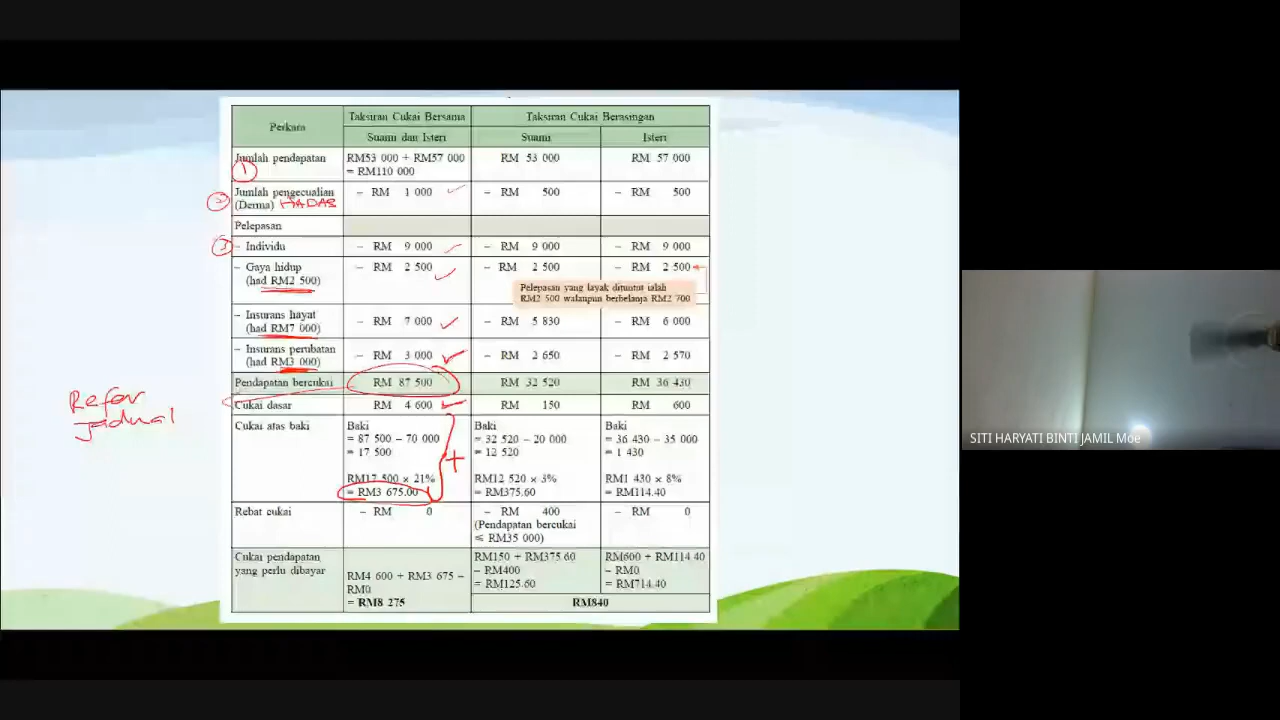 Perkara
Taksiran Cukai Bersama
Taksiran Cukai Berasingan
Suami dan Isteri
Suami
Isteri
Jumlah pendapatan
①
RM53 000 + RM57 000
= RM110 000
RM 53 000
RM 57 000
②
Jumlah pengecualian
(Derma) HADAS
– RM 1 000
– RM 500
– RM 500
Pelepasan
③
– Individu
– RM 9 000
– RM 9 000
– RM 9 000
– Gaya hidup
(had RM2 500)
– RM 2 500
– RM 2 500
– RM 2 500
Pelepasan yang layak dituntut ialah
RM2 500 walaupun berbelanja RM2 700
– Insurans hayat
(had RM7 000)
– RM 7 000
– RM 5 830
– RM 6 000
– Insurans perubatan
(had RM3 000)
– RM 3 000
– RM 2 650
– RM 2 570
Pendapatan bercukai
RM 87 500
RM 32 520
RM 36 430
Refer
Jadual
Cukai dasar
RM 4 600
RM 150
RM 600
Cukai atas baki
Baki
= 87 500 – 70 000
= 17 500
RM17 500 × 21%
= RM3 675.00
+
Baki
= 32 520 – 20 000
= 12 520
RM12 520 × 3%
= RM375.60
Baki
= 36 430 – 35 000
= 1 430
RM1 430 × 8%
= RM114.40
Rebat cukai
– RM 0
– RM 400
(Pendapatan bercukai
≤ RM35 000)
– RM 0
Cukai pendapatan
yang perlu dibayar
RM4 600 + RM3 675 –
RM0
= RM8 275
RM150 + RM375.60
– RM400
= RM125.60
RM600 + RM114.40
– RM0
= RM714.40
RM840
SITI HARYATI BINTI JAMIL Moe